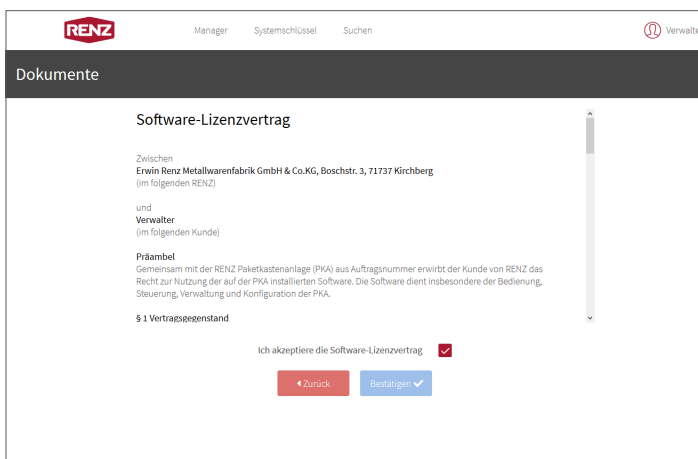 RENZ
Manager Systemschlüssel Suchen Verwalte
Dokumente
Software-Lizenzvertrag
Zwischen
Erwin Renz Metallwarenfabrik GmbH & Co.KG, Boschstr. 3, 71737 Kirchberg
(im folgenden RENZ)
und
Verwalter
(im folgenden Kunde)
Präambel
Gemeinsam mit der RENZ Paketkastenanlage (PKA) aus Auftragsnummer erwirbt der Kunde von RENZ das
Recht zur Nutzung der auf der PKA installierten Software. Die Software dient insbesondere der Bedienung,
Steuerung, Verwaltung und Konfiguration der PKA.
§ 1 Vertragsgegenstand
Ich akzeptiere die Software-Lizenzvertrag
Zurück Bestätigen